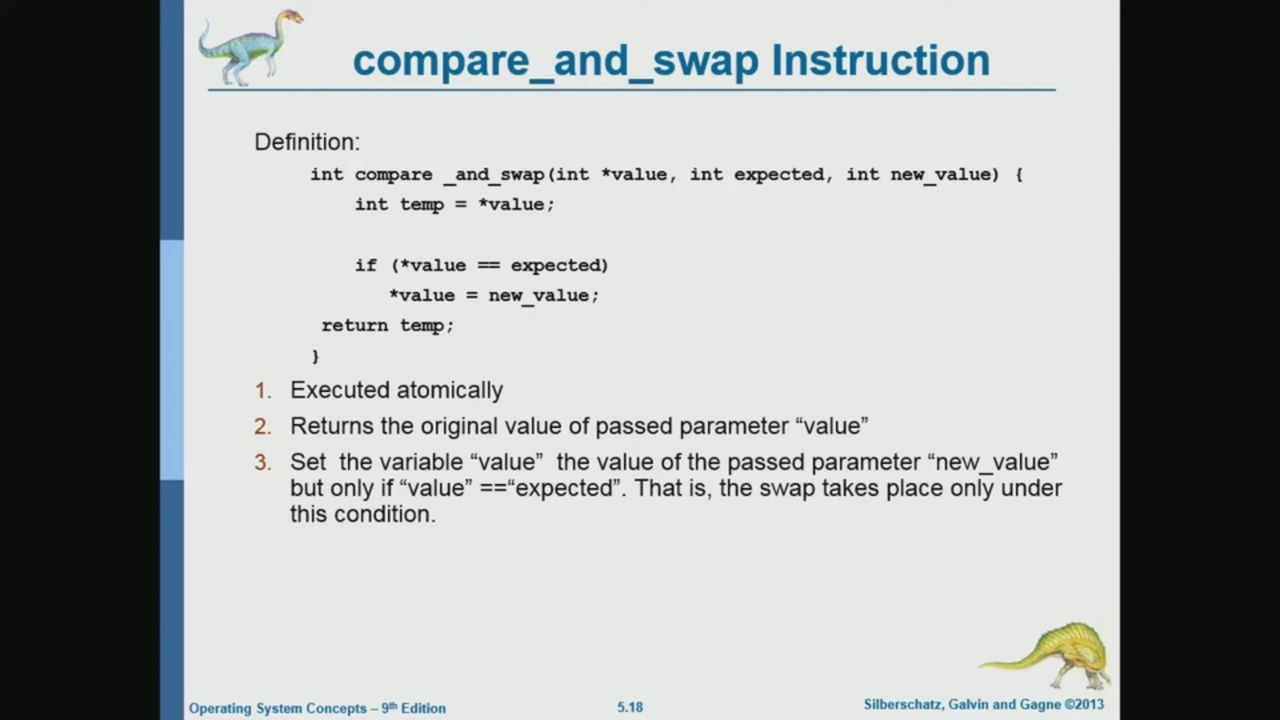 compare_and_swap Instruction
Definition:
int compare _and_swap(int *value, int expected, int new_value) {
int temp = *value;
if (*value == expected)
*value = new_value;
return temp;
}
1. Executed atomically
2. Returns the original value of passed parameter “value”
3. Set the variable “value” the value of the passed parameter “new_value”
but only if “value” ==“expected”. That is, the swap takes place only under
this condition.
Operating System Concepts – 9th Edition
5.18
Silberschatz, Galvin and Gagne ©2013